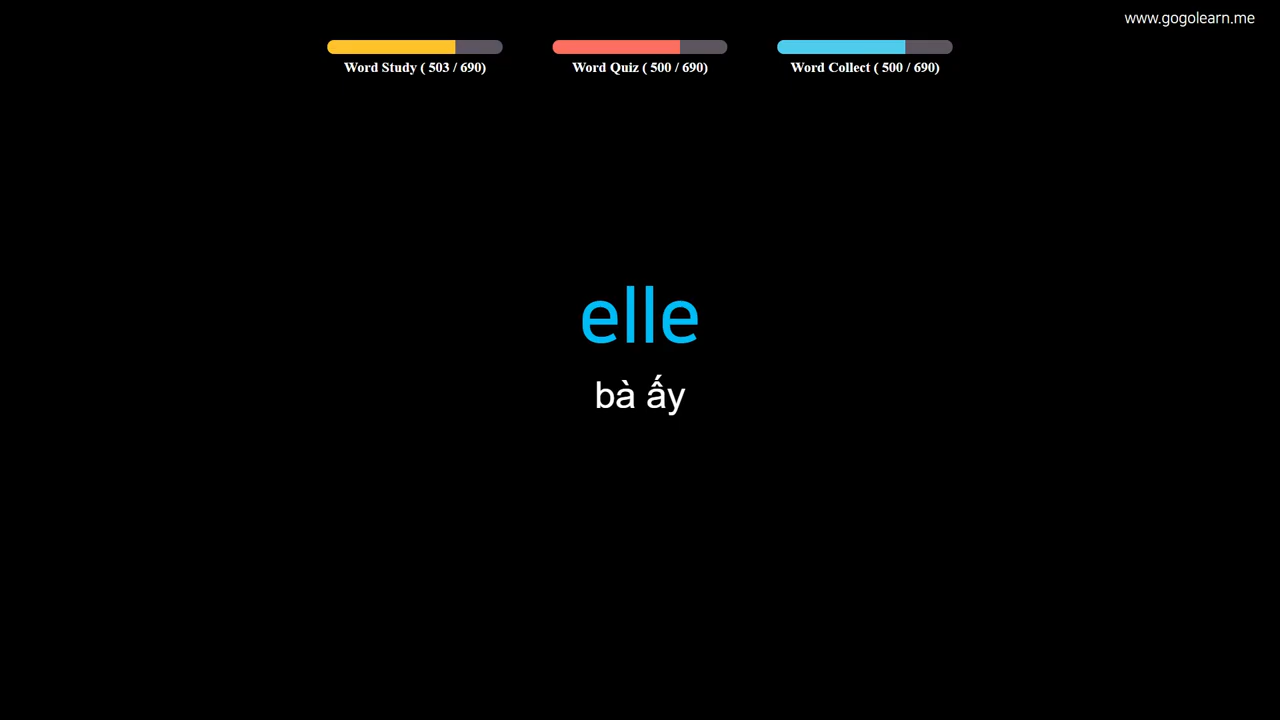 www.gogolearn.me
Word Study ( 503 / 690)
Word Quiz ( 500 / 690)
Word Collect ( 500 / 690)
elle
bà ấy